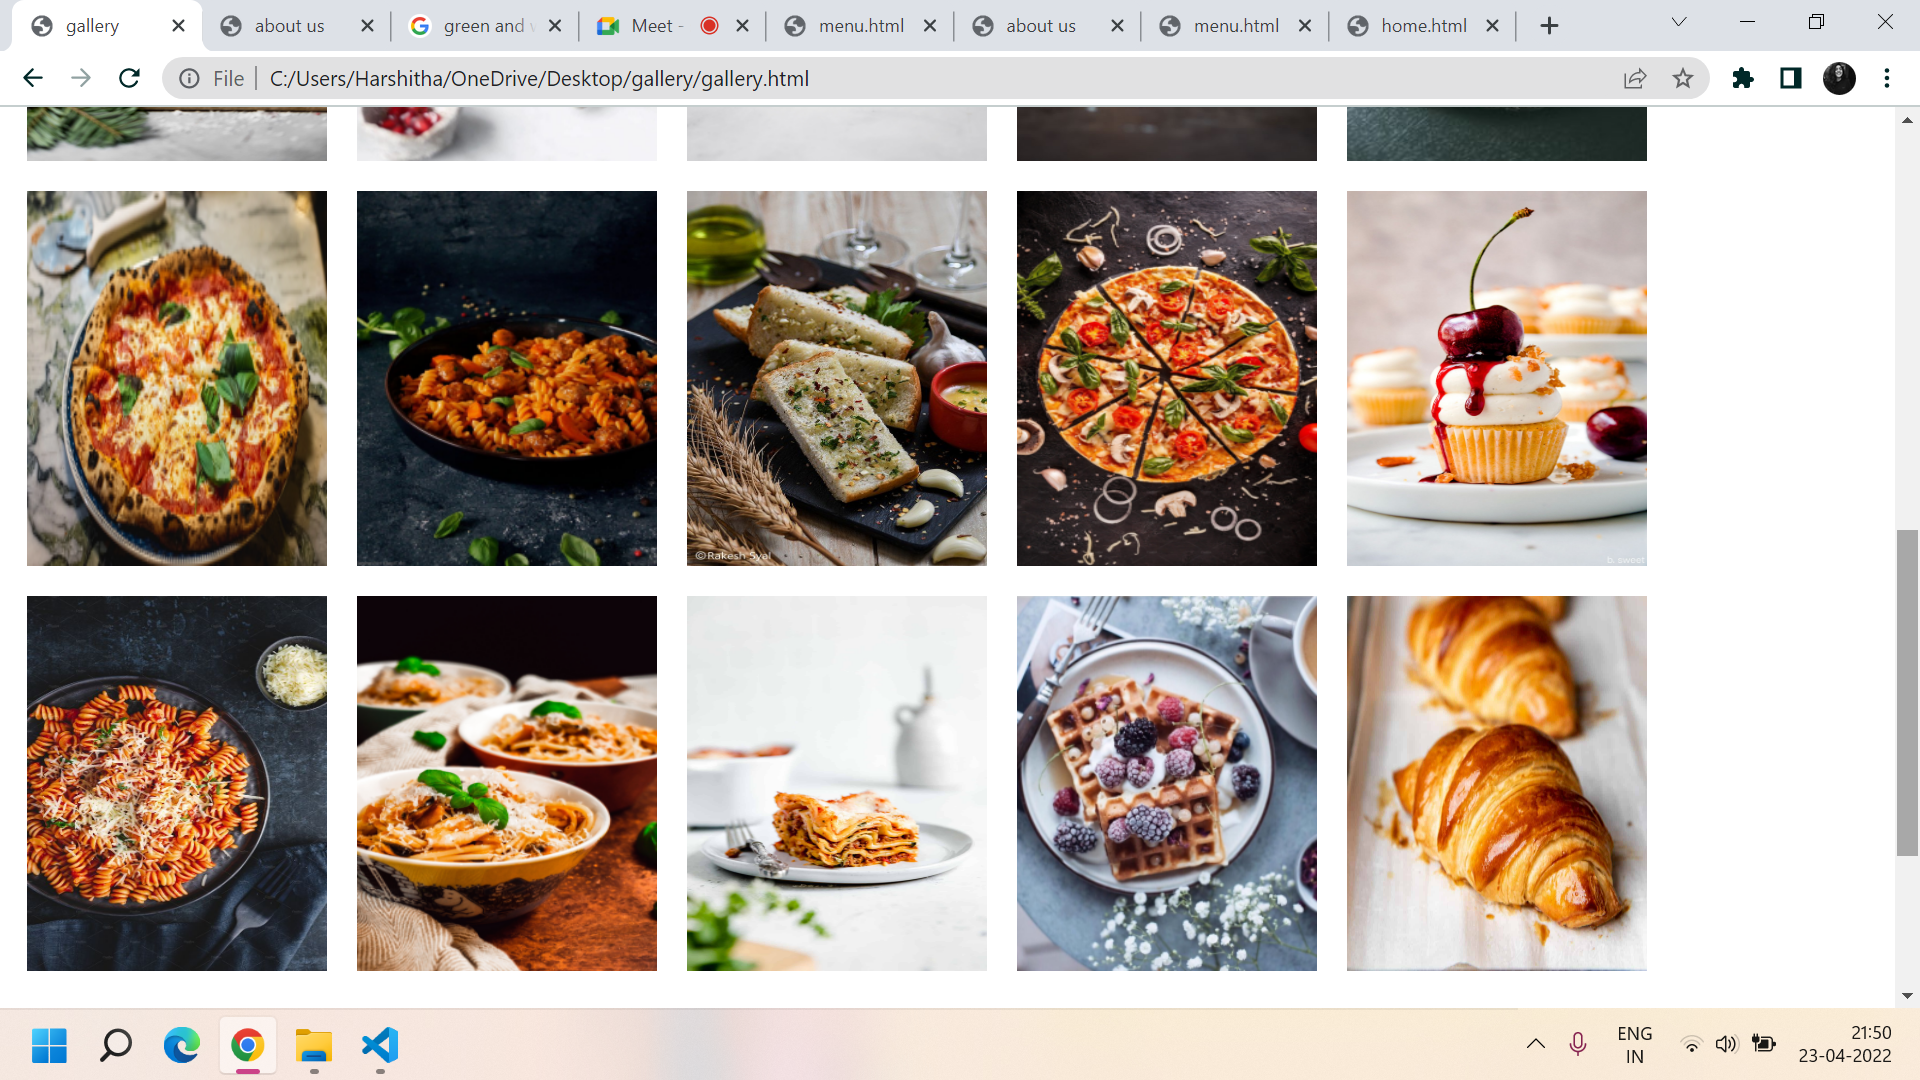 gallery
about us
green and
Meet -
menu.html
about us
menu.html
home.html
File
C:/Users/Harshitha/OneDrive/Desktop/gallery/gallery.html
©Rakesh Syal
b. sweet
ENG
IN
21:50
23-04-2022